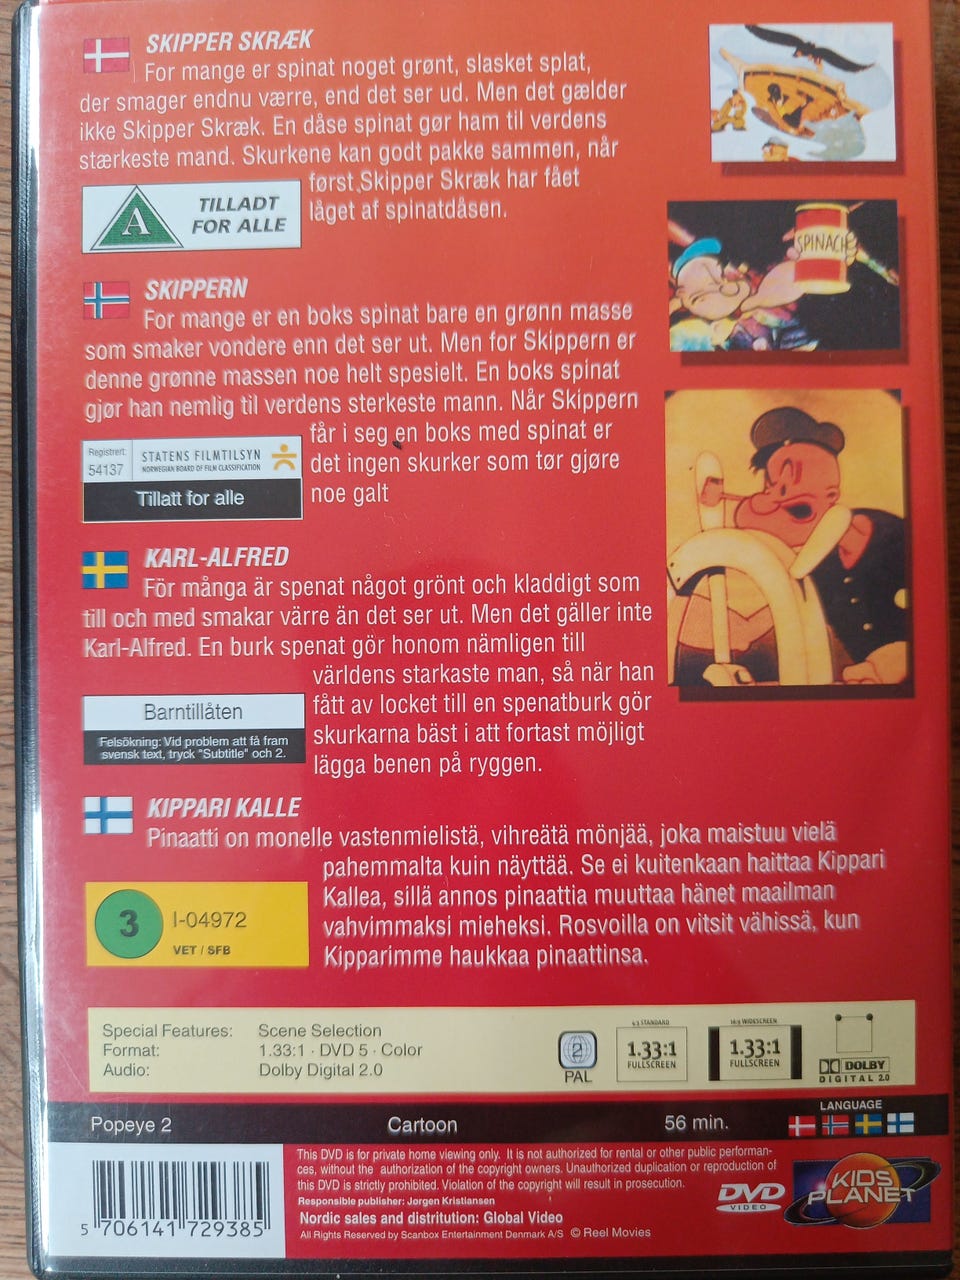 SKIPPER SKRÆK
For mange er spinat noget grønt, slasket splat,
der smager endnu værre, end det ser ud. Men det gælder
ikke Skipper Skræk. En dåse spinat gør ham til verdens
stærkeste mand. Skurkene kan godt pakke sammen, når
først Skipper Skræk har fået
låget af spinatdåsen.
A
TILLADT
FOR ALLE
SPINACH
SKIPPERN
For mange er en boks spinat bare en grønn masse
som smaker vondere enn det ser ut. Men for Skippern er
denne grønne massen noe helt spesielt. En boks spinat
gjør han nemlig til verdens sterkeste mann. Når Skippern
får i seg en boks med spinat er
det ingen skurker som tør gjøre
noe galt
Registrert:
54137
STATENS FILMTILSYN
NORWEGIAN BOARD OF FILM CLASSIFICATION
Tillatt for alle
KARL-ALFRED
För många är spenat något grönt och kladdigt som
till och med smakar värre än det ser ut. Men det gäller inte
Karl-Alfred. En burk spenat gör honom nämligen till
världens starkaste man, så när han
fått av locket till en spenatburk gör
skurkarna bäst i att fortast möjligt
lägga benen på ryggen.
Barntillåten
Felsökning: Vid problem att få fram
svensk text, tryck "Subtitle" och 2.
KIPPARI KALLE
Pinaatti on monelle vastenmielistä, vihreätä mönjää, joka maistuu vielä
pahemmalta kuin näyttää. Se ei kuitenkaan haittaa Kippari
Kallea, sillä annos pinaattia muuttaa hänet maailman
vahvimmaksi mieheksi. Rosvoilla on vitsit vähissä, kun
Kipparimme haukkaa pinaattinsa.
3
I-04972
VET / SFB
Special Features: Scene Selection
Format: 1.33:1 · DVD 5 · Color
Audio: Dolby Digital 2.0
2
PAL
4:3 STANDARD
1.33:1
FULLSCREEN
16:9 WIDESCREEN
1.33:1
FULLSCREEN
DOLBY
DIGITAL 2.0
Popeye 2
Cartoon
56 min.
LANGUAGE
5 706141 729385
This DVD is for private home viewing only. It is not authorized for rental or other public performan-
ces, without the authorization of the copyright owners. Unauthorized duplication or reproduction of
this DVD is strictly prohibited. Violation of the copyright will result in prosecution.
Responsible publisher: Jørgen Kristiansen
Nordic sales and distribution: Global Video
All Rights Reserved by Scanbox Entertainment Denmark A/S © Reel Movies
DVD
VIDEO
KIDS
PLANET